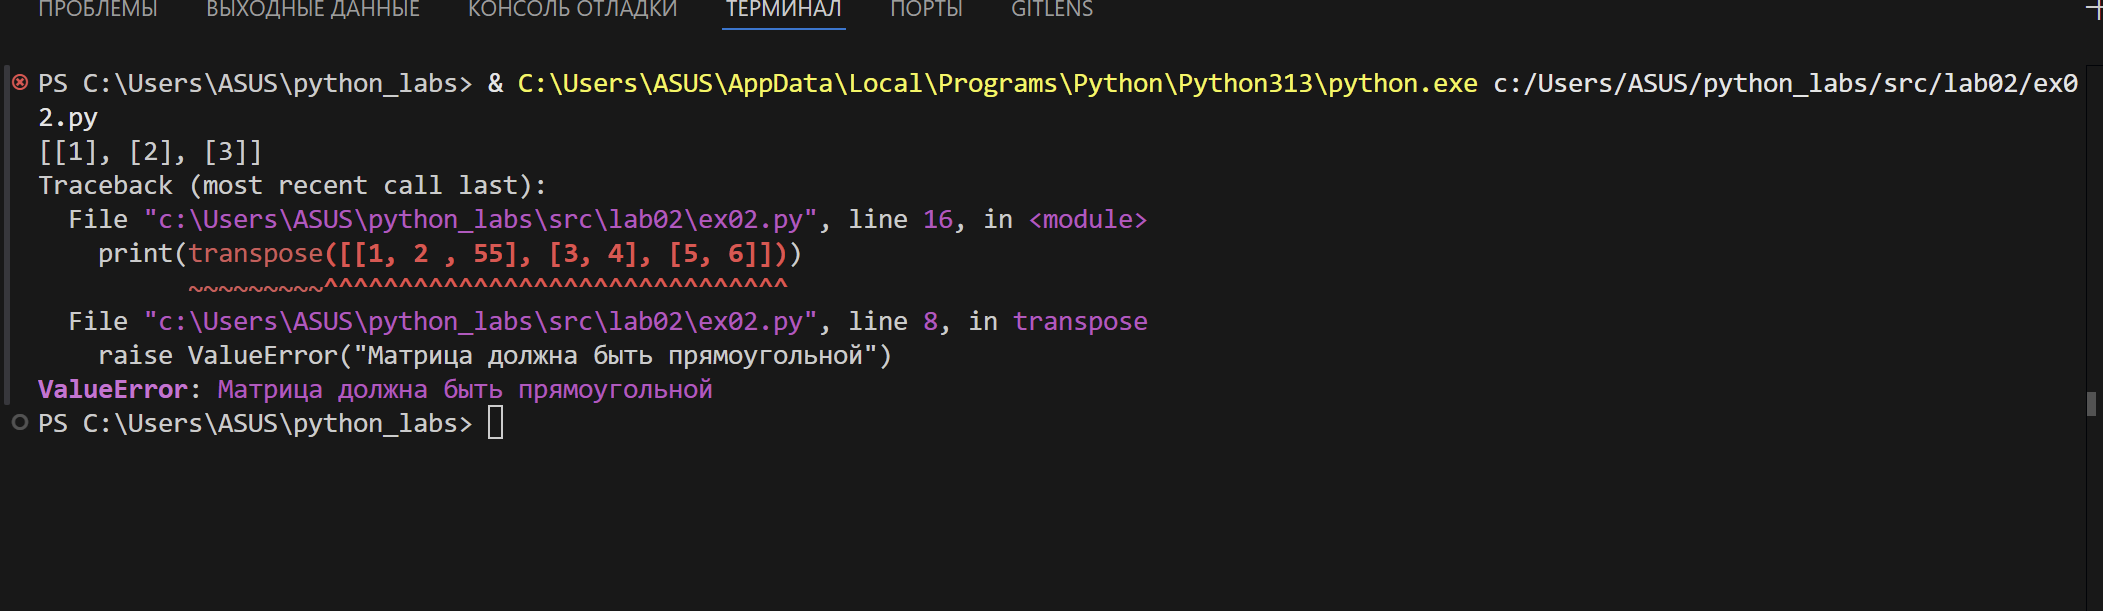 ПРОБЛЕМЫ ВЫХОДНЫЕ ДАННЫЕ КОНСОЛЬ ОТЛАДКИ ТЕРМИНАЛ ПОРТЫ GITLENS
PS C:\Users\ASUS\python_labs> & C:\Users\ASUS\AppData\Local\Programs\Python\Python313\python.exe c:/Users/ASUS/python_labs/src/lab02/ex0
2.py
[[1], [2], [3]]
Traceback (most recent call last):
  File "c:\Users\ASUS\python_labs\src\lab02\ex02.py", line 16, in <module>
    print(transpose([[1, 2 , 55], [3, 4], [5, 6]]))
          ~~~~~~~~~^^^^^^^^^^^^^^^^^^^^^^^^^^^^^^^
  File "c:\Users\ASUS\python_labs\src\lab02\ex02.py", line 8, in transpose
    raise ValueError("Матрица должна быть прямоугольной")
ValueError: Матрица должна быть прямоугольной
PS C:\Users\ASUS\python_labs>